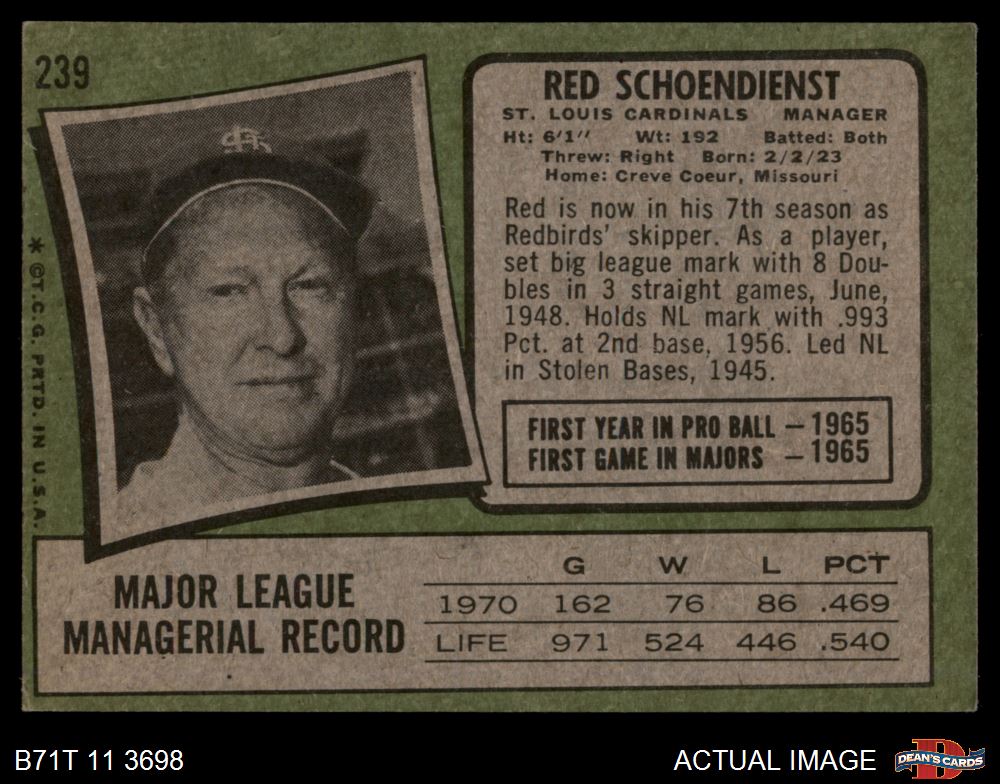 239
RED SCHOENDIENST
ST. LOUIS CARDINALS MANAGER
Ht: 6'1" Wt: 192 Batted: Both
Threw: Right Born: 2/2/23
Home: Creve Coeur, Missouri
Red is now in his 7th season as
Redbirds' skipper. As a player,
set big league mark with 8 Dou-
bles in 3 straight games, June,
1948. Holds NL mark with .993
Pct. at 2nd base, 1956. Led NL
in Stolen Bases, 1945.
FIRST YEAR IN PRO BALL — 1965
FIRST GAME IN MAJORS — 1965
* © T.C.G. PRTD. IN U.S.A.
MAJOR LEAGUE
MANAGERIAL RECORD
G W L PCT
1970 162 76 86 .469
LIFE 971 524 446 .540
B71T 11 3698
ACTUAL IMAGE
DEAN'S CARDS